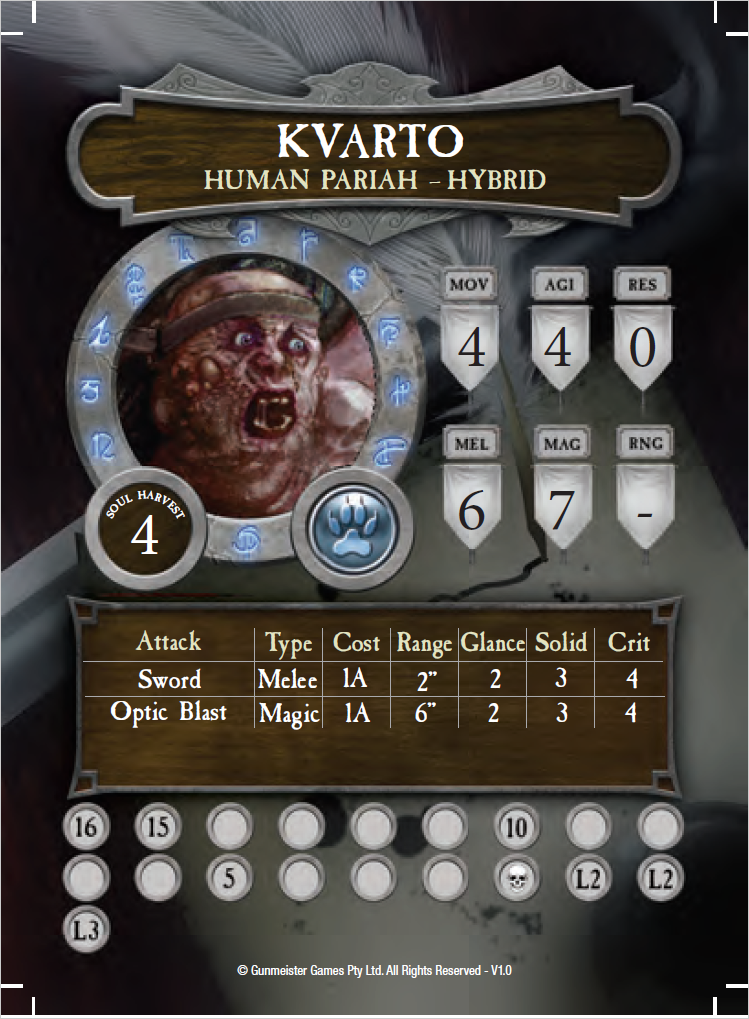 KVARTO
HUMAN PARIAH – HYBRID
MOV AGI RES
4 4 0
MEL MAG RNG
6 7 -
SOUL HARVEST
4
Attack Type Cost Range Glance Solid Crit
Sword Melee 1A 2" 2 3 4
Optic Blast Magic 1A 6" 2 3 4
16 15 10
5 L2 L2
L3
© Gunmeister Games Pty Ltd. All Rights Reserved - V1.0